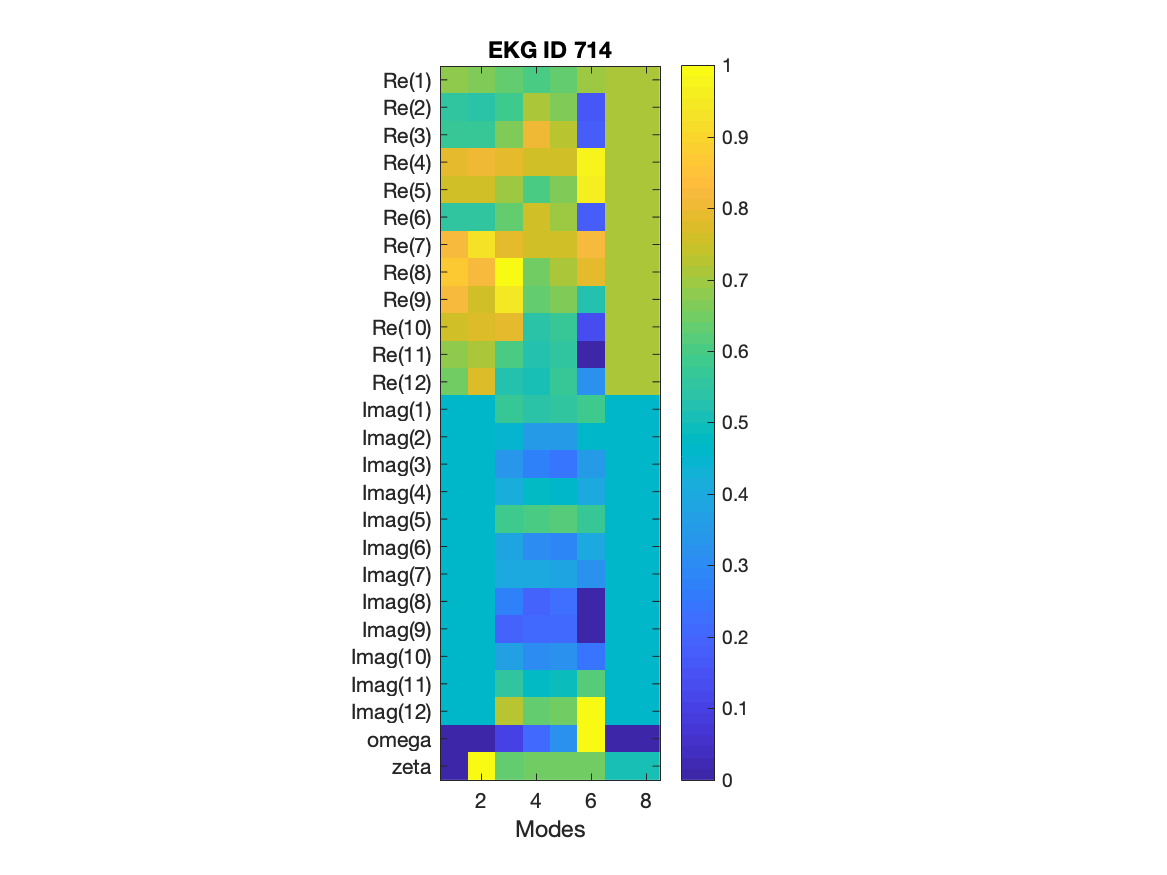 EKG ID 714
Re(1)
Re(2)
Re(3)
Re(4)
Re(5)
Re(6)
Re(7)
Re(8)
Re(9)
Re(10)
Re(11)
Re(12)
Imag(1)
Imag(2)
Imag(3)
Imag(4)
Imag(5)
Imag(6)
Imag(7)
Imag(8)
Imag(9)
Imag(10)
Imag(11)
Imag(12)
omega
zeta
2 4 6 8
Modes
1
0.9
0.8
0.7
0.6
0.5
0.4
0.3
0.2
0.1
0